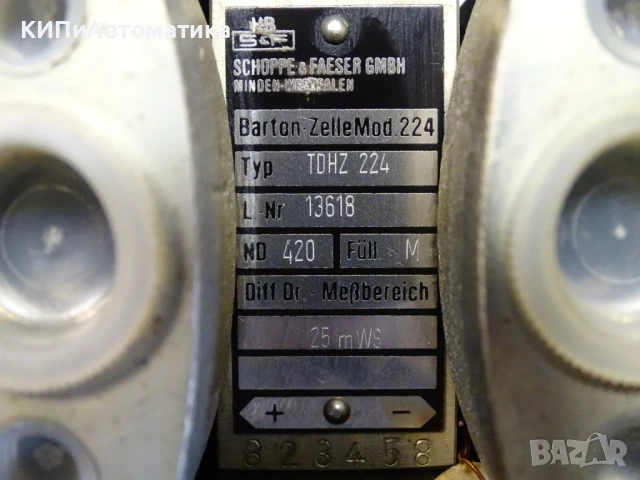 КИПиАвтоматика
H&B
S&F
SCHOPPE & FAESER GMBH
MINDEN-WESTFALEN
Barton-Zelle Mod. 224
Typ TDHZ 224
L.-Nr 13618
ND 420 Füll. M
Diff Dr. - Meßbereich
25 mWS
+ -
823458
BAZAR